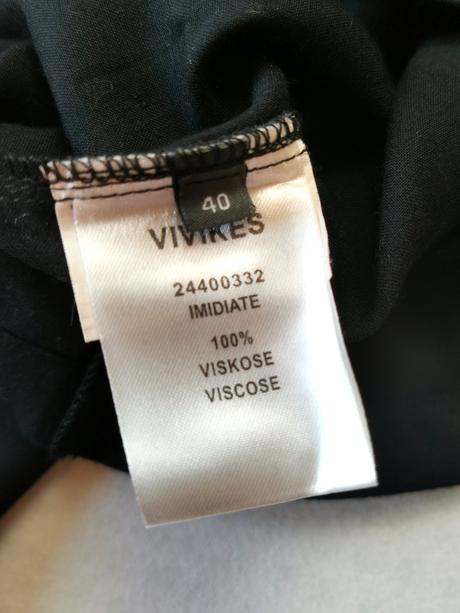 40
VIVIKES
24400332
IMIDIATE
100%
VISKOSE
VISCOSE